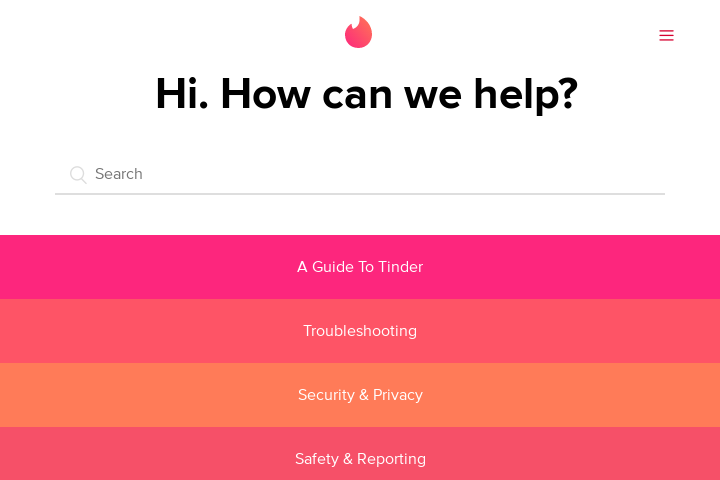 Hi. How can we help?
Search
A Guide To Tinder
Troubleshooting
Security & Privacy
Safety & Reporting